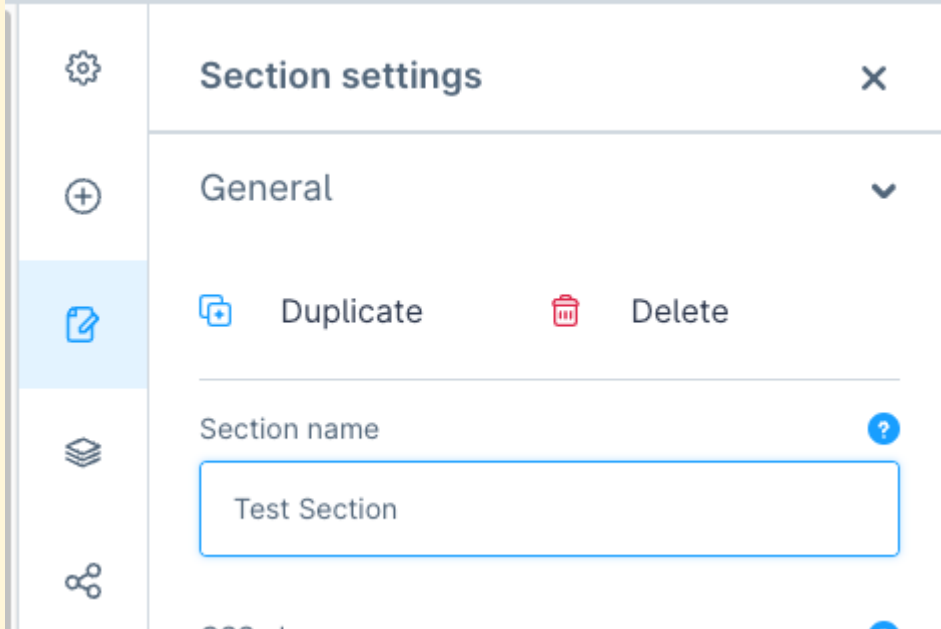 Section settings
General
Duplicate Delete
Section name
Test Section